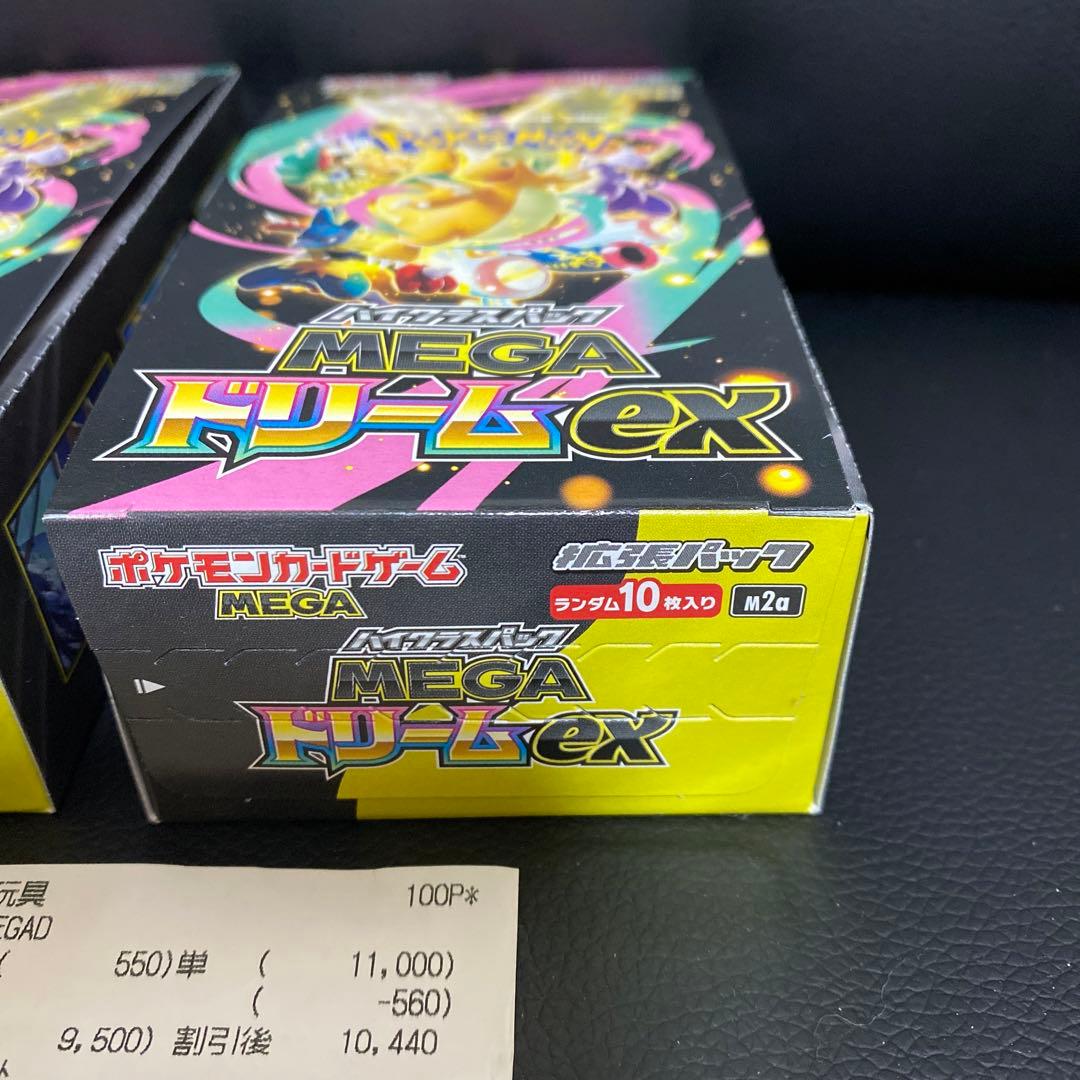 ハイクラスパック
MEGA
ドリームex
ポケモンカードゲーム
MEGA
拡張パック
ランダム10枚入り
M2a
ハイクラスパック
MEGA
ドリームex
玩具 100P*
EGAD
( 550)単 ( 11,000)
( -560)
9,500) 割引後 10,440